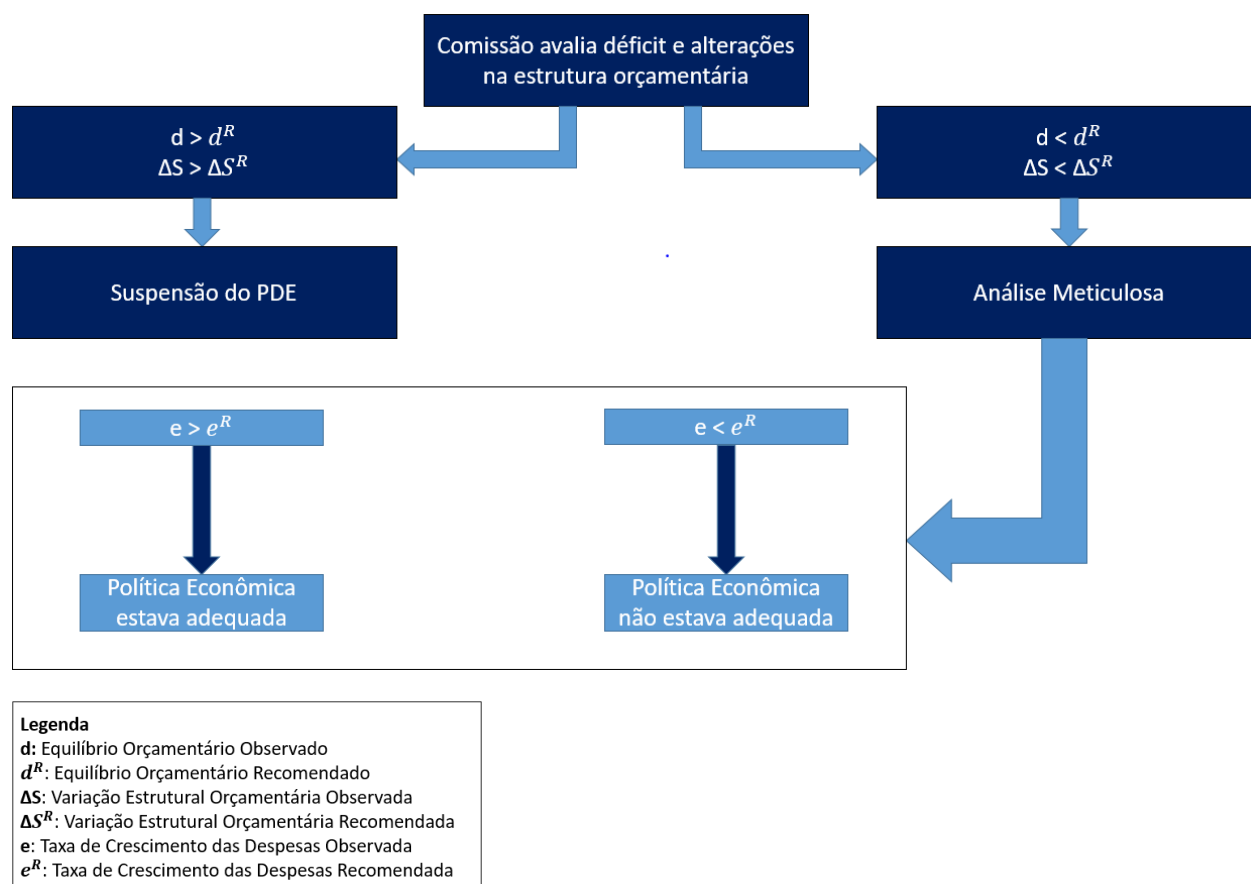 Comissão avalia déficit e alterações
na estrutura orçamentária
d > d^R
ΔS > ΔS^R
d < d^R
ΔS < ΔS^R
Suspensão do PDE
Análise Meticulosa
e > e^R
e < e^R
Política Econômica
estava adequada
Política Econômica
não estava adequada
Legenda
d: Equilíbrio Orçamentário Observado
d^R: Equilíbrio Orçamentário Recomendado
ΔS: Variação Estrutural Orçamentária Observada
ΔS^R: Variação Estrutural Orçamentária Recomendada
e: Taxa de Crescimento das Despesas Observada
e^R: Taxa de Crescimento das Despesas Recomendada